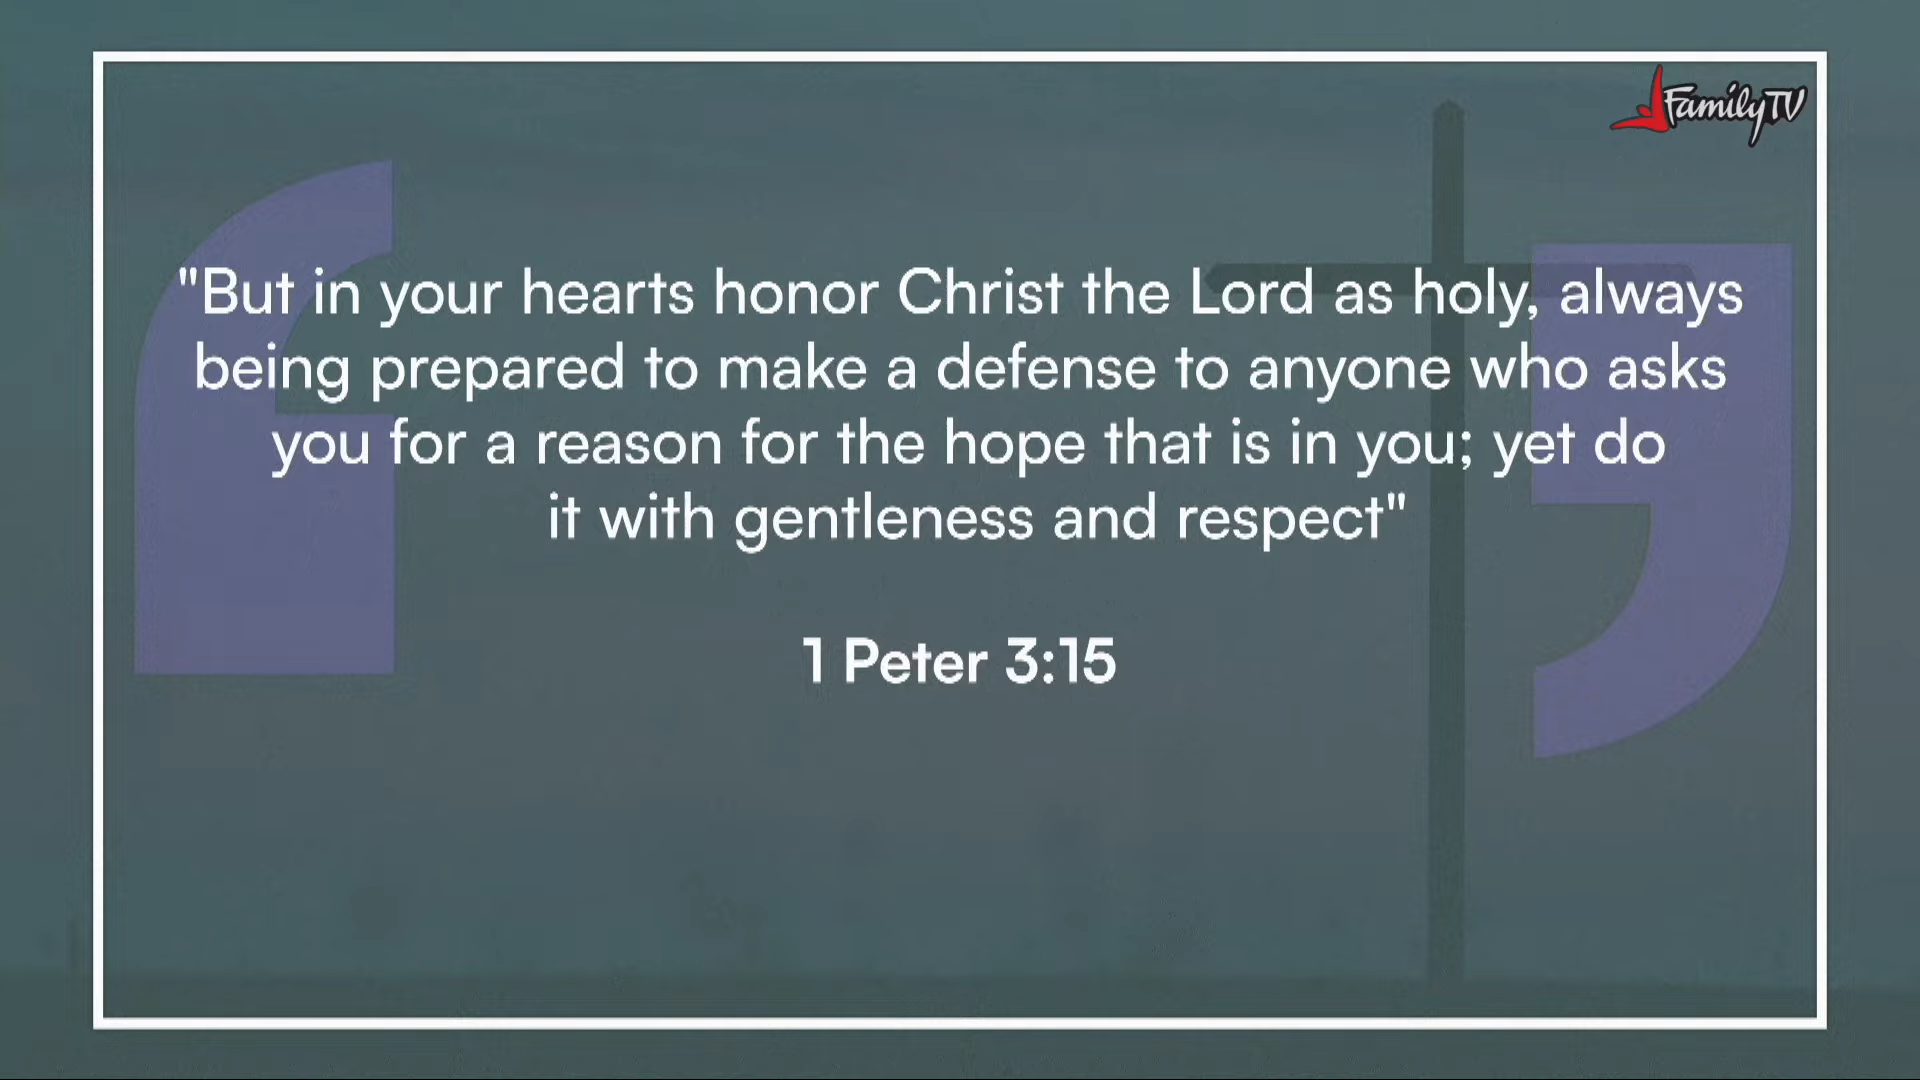 FamilyTV
"But in your hearts honor Christ the Lord as holy, always
being prepared to make a defense to anyone who asks
you for a reason for the hope that is in you; yet do
it with gentleness and respect"
1 Peter 3:15